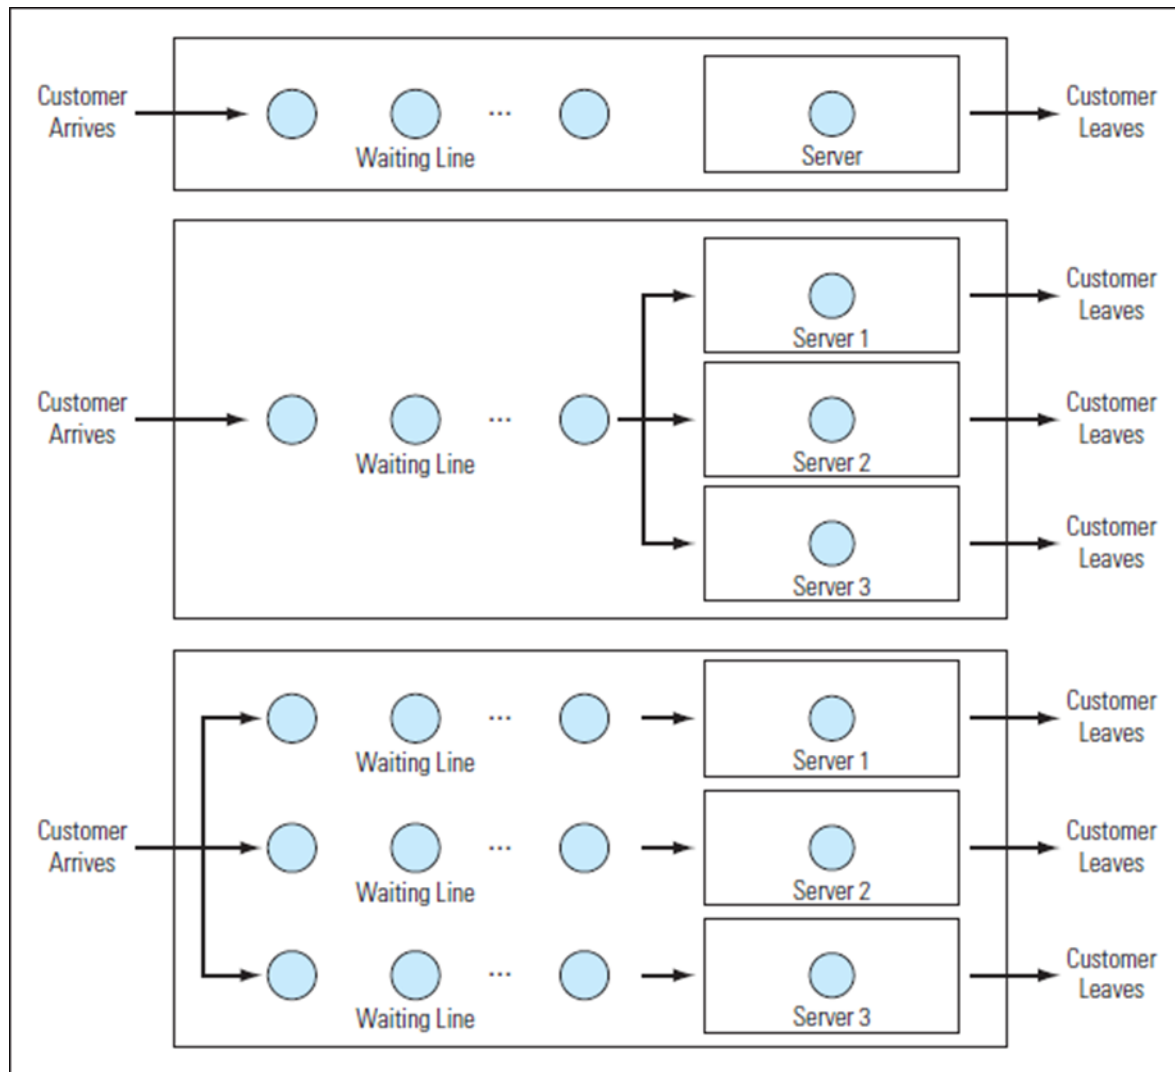 Customer
Arrives
...
Waiting Line
Server
Customer
Leaves
Customer
Arrives
...
Waiting Line
Server 1
Customer
Leaves
Server 2
Customer
Leaves
Server 3
Customer
Leaves
Customer
Arrives
...
Waiting Line
Server 1
Customer
Leaves
...
Waiting Line
Server 2
Customer
Leaves
...
Waiting Line
Server 3
Customer
Leaves